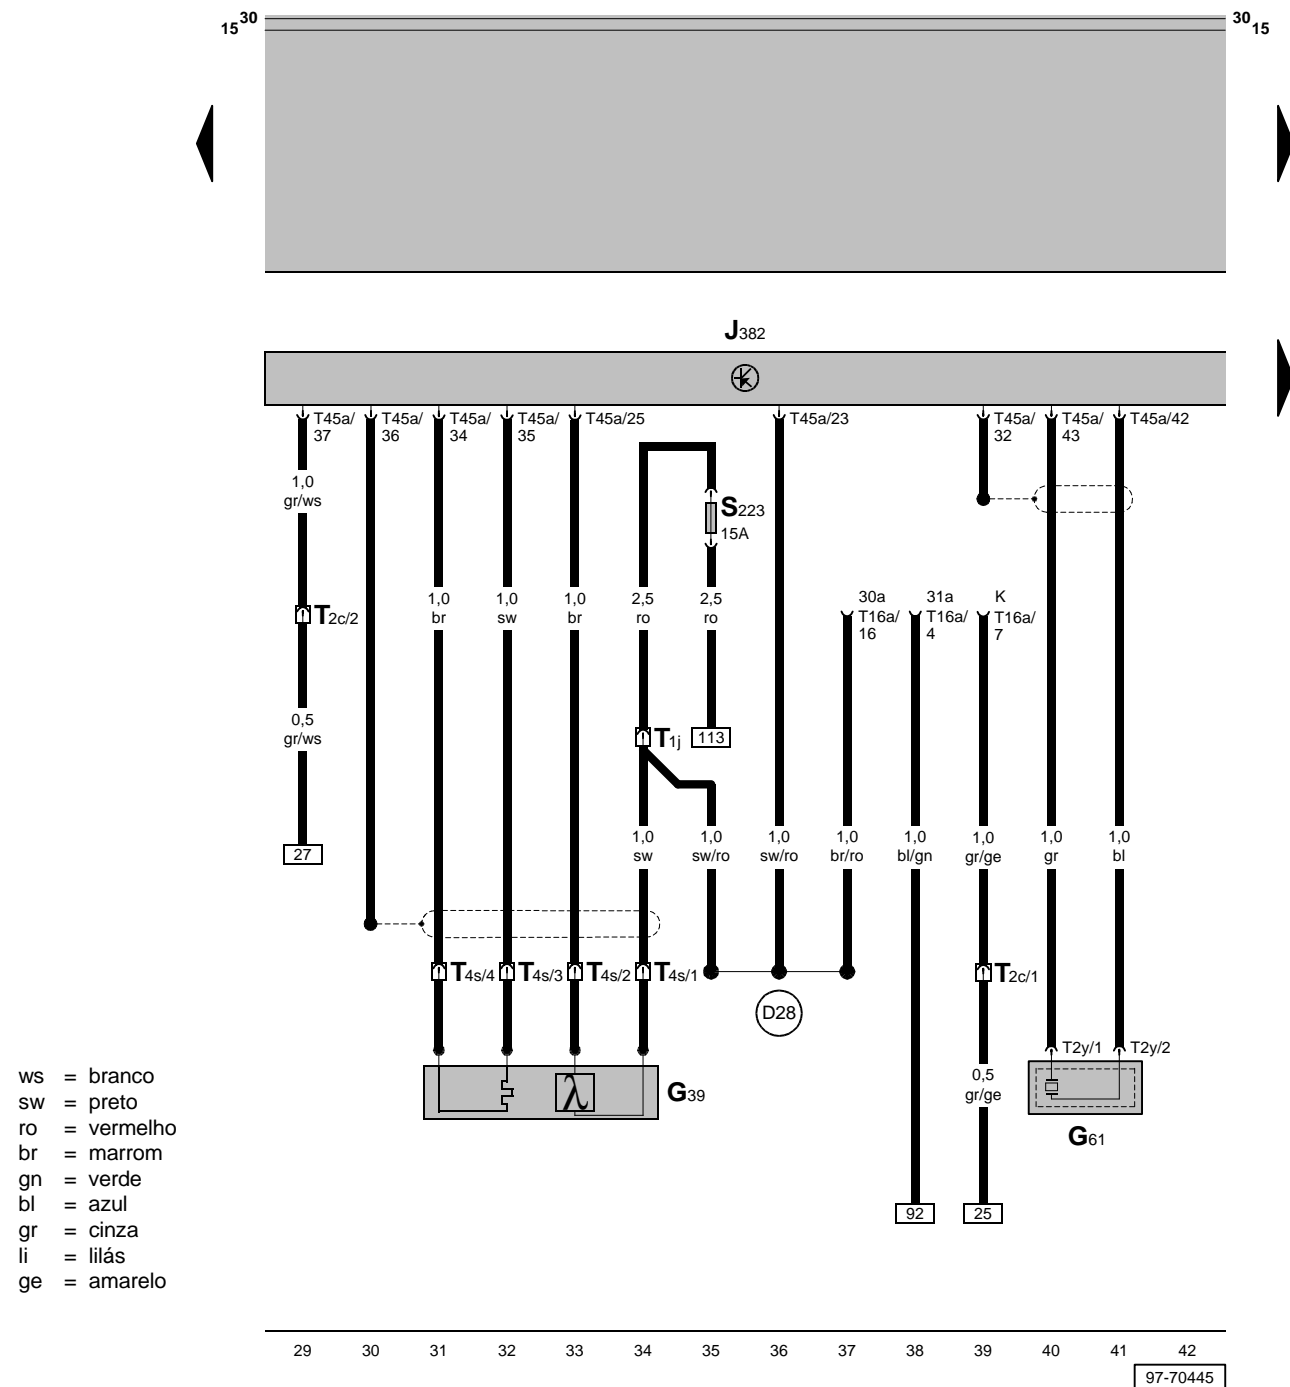 15 30
30 15
J382
T45a/ 37
T45a/ 36
T45a/ 34
T45a/ 35
T45a/25
T45a/23
T45a/ 32
T45a/ 43
T45a/42
1,0 gr/ws
S223
15A
1,0 br
1,0 sw
1,0 br
2,5 ro
2,5 ro
30a
T16a/ 16
31a
T16a/ 4
K
T16a/ 7
T2c/2
0,5 gr/ws
T1j
113
27
1,0 sw
1,0 sw/ro
1,0 sw/ro
1,0 br/ro
1,0 bl/gn
1,0 gr/ge
1,0 gr
1,0 bl
T4s/4
T4s/3
T4s/2
T4s/1
T2c/1
D28
T2y/1
T2y/2
λ
G39
0,5 gr/ge
G61
92
25
ws = branco
sw = preto
ro = vermelho
br = marrom
gn = verde
bl = azul
gr = cinza
li = lilás
ge = amarelo
29 30 31 32 33 34 35 36 37 38 39 40 41 42
97-70445